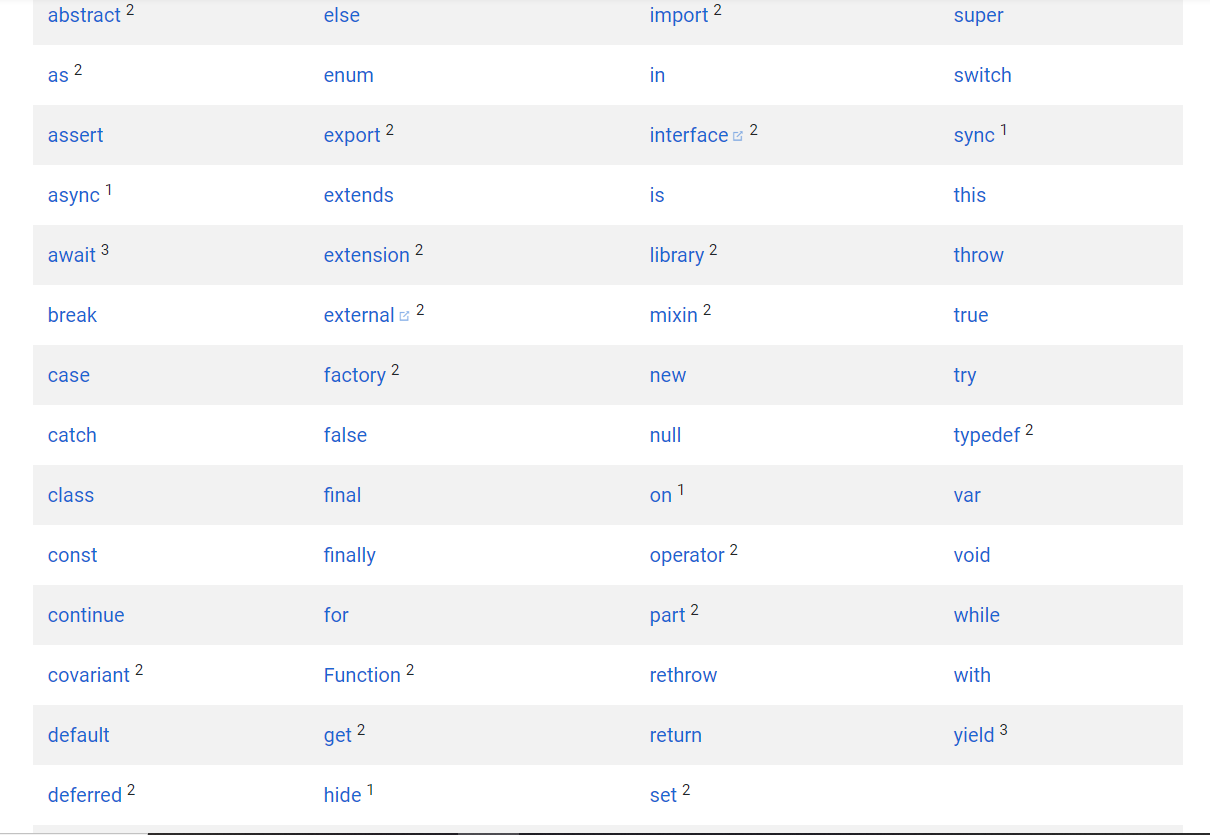 abstract 2 else import 2 super
as 2 enum in switch
assert export 2 interface 2 sync 1
async 1 extends is this
await 3 extension 2 library 2 throw
break external 2 mixin 2 true
case factory 2 new try
catch false null typedef 2
class final on 1 var
const finally operator 2 void
continue for part 2 while
covariant 2 Function 2 rethrow with
default get 2 return yield 3
deferred 2 hide 1 set 2